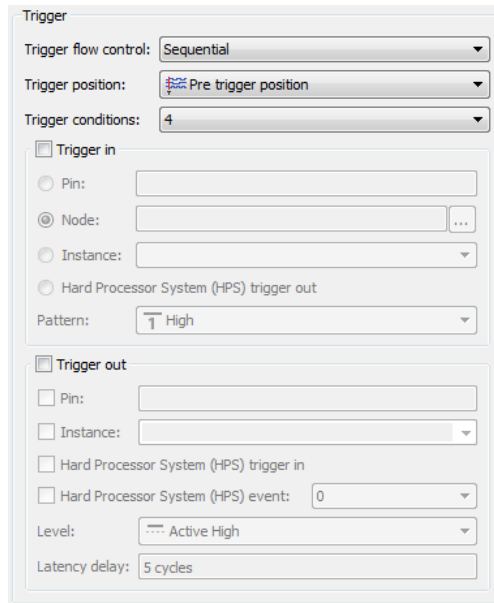 Trigger
Trigger flow control: Sequential
Trigger position: Pre trigger position
Trigger conditions: 4
Trigger in
Pin:
Node: ...
Instance:
Hard Processor System (HPS) trigger out
Pattern: 1 High
Trigger out
Pin:
Instance:
Hard Processor System (HPS) trigger in
Hard Processor System (HPS) event: 0
Level: Active High
Latency delay: 5 cycles